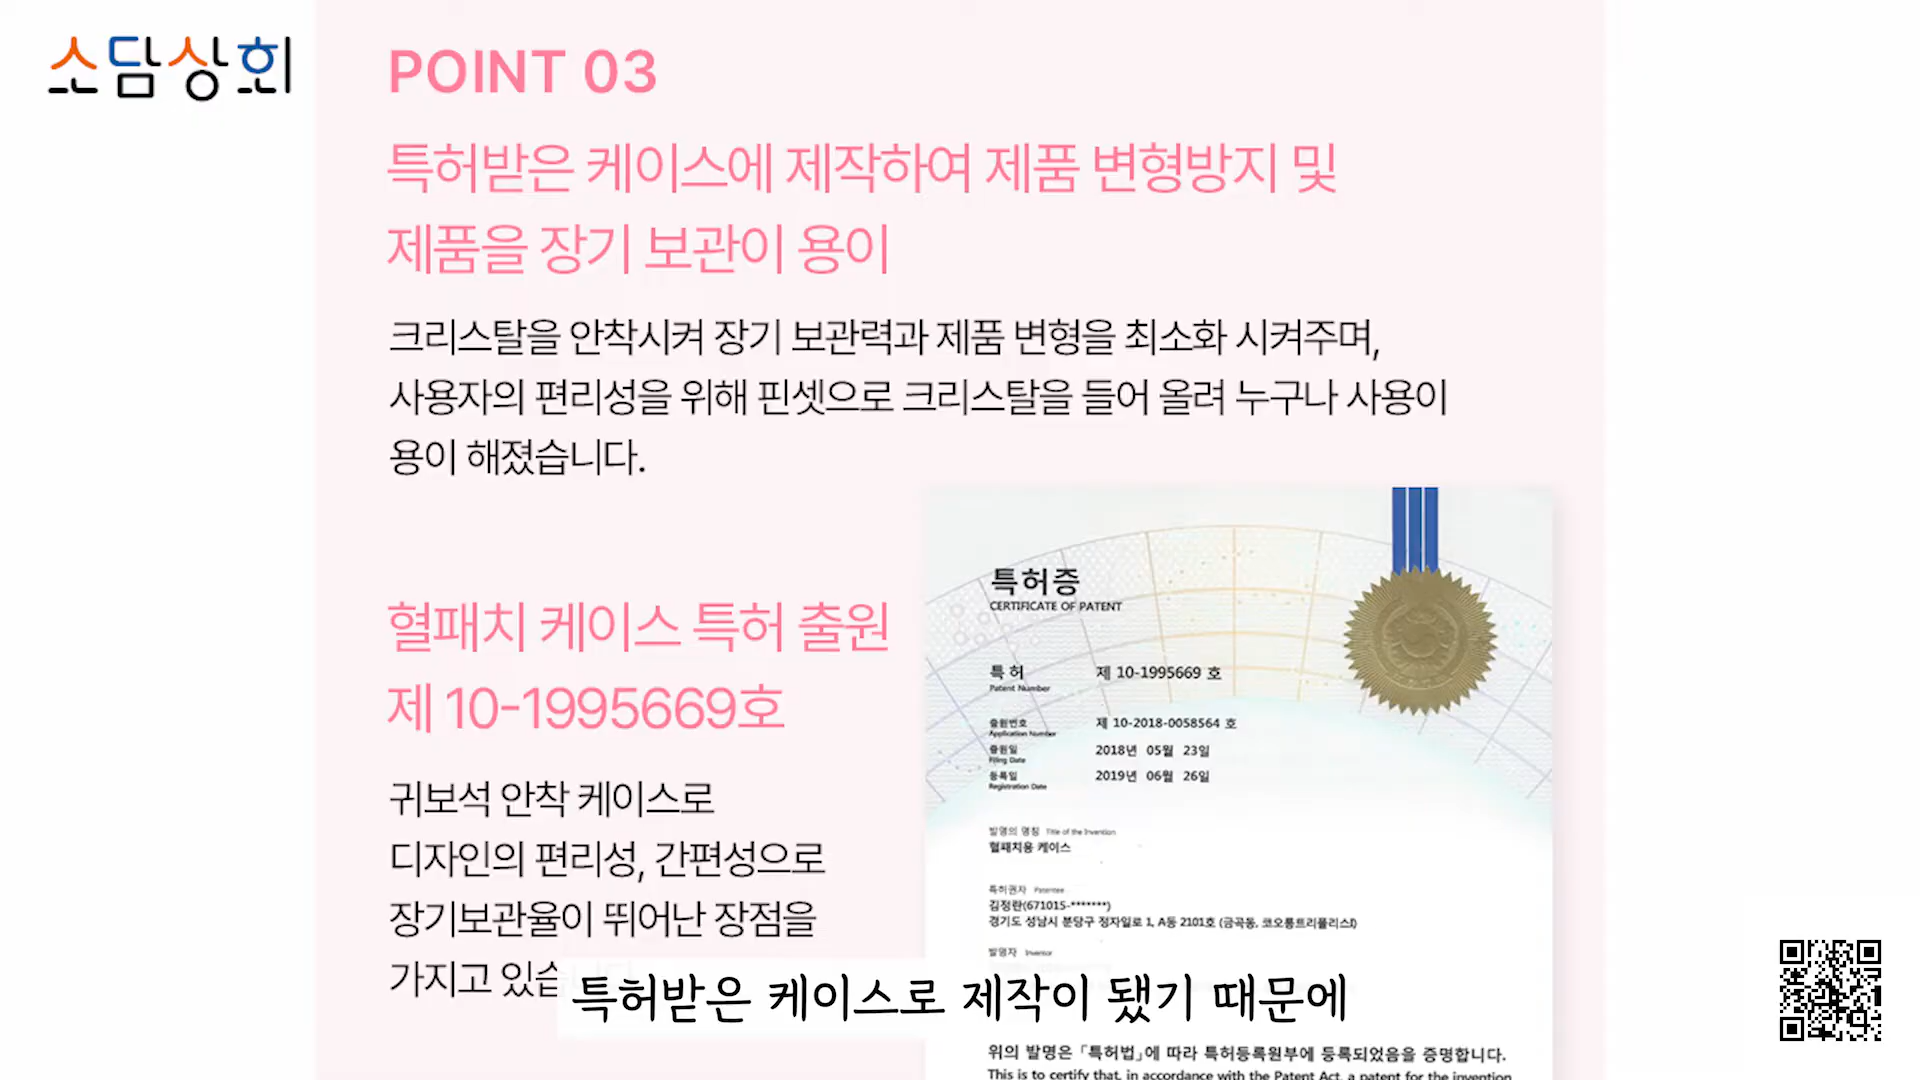 소담상회
POINT 03
특허받은 케이스에 제작하여 제품 변형방지 및
제품을 장기 보관이 용이
크리스탈을 안착시켜 장기 보관력과 제품 변형을 최소화 시켜주며,
사용자의 편리성을 위해 핀셋으로 크리스탈을 들어 올려 누구나 사용이
용이 해졌습니다.
혈패치 케이스 특허 출원
제 10-1995669호
귀보석 안착 케이스로
디자인의 편리성, 간편성으로
장기보관율이 뛰어난 장점을
가지고
특허증
CERTIFICATE OF PATENT
특허 제 10-1995669 호
Patent Number
출원번호 제 10-2018-0058564 호
Application Number
출원일 2018년 05월 23일
Filing Date
등록일 2019년 06월 26일
Registration Date
발명의 명칭 Title of the Invention
혈패치용 케이스
특허권자 Patentee
김정란(671015-*******)
경기도 성남시 분당구 정자일로 1, A동 2101호 (금곡동, 코오롱트리폴리스I)
발명자 Inventor
특허받은 케이스로 제작이 됐기 때문에
위의 발명은 「특허법」에 따라 특허등록원부에 등록되었음을 증명합니다.
This is to certify that, in accordance with the Patent Act, a patent for the invention